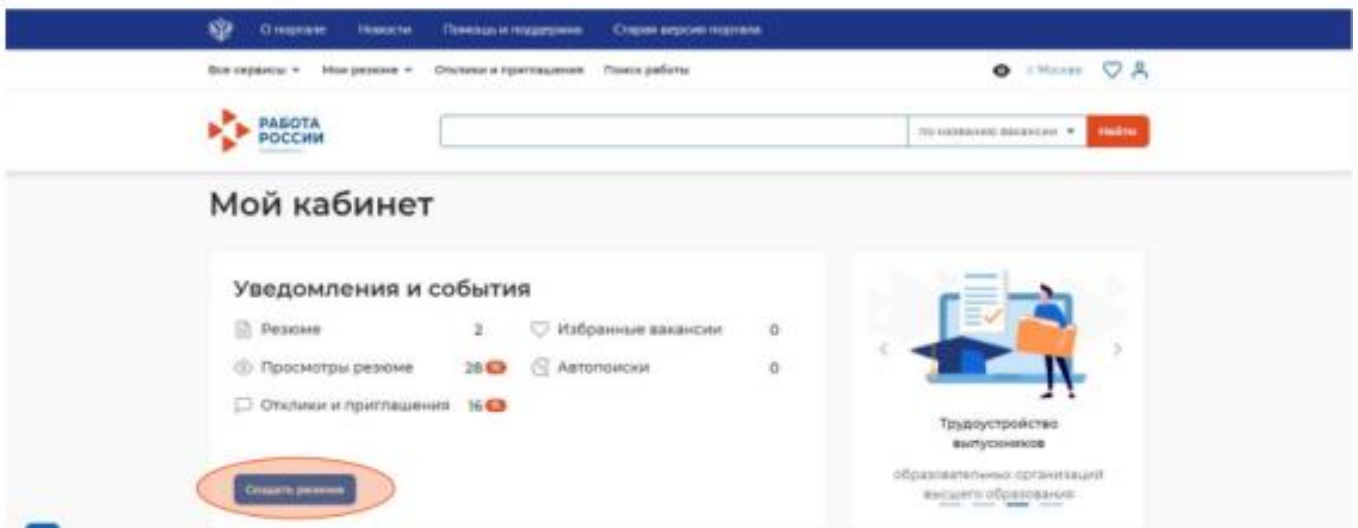 О портале Новости Помощь и поддержка Старая версия портала
Все сервисы Мои резюме Отклики и приглашения Поиск работы г Москва
РАБОТА
РОССИИ
по названию вакансии Найти
Мой кабинет
Уведомления и события
Резюме 2 Избранные вакансии 0
Просмотры резюме 28 Автопоиски 0
Отклики и приглашения 16
Создать резюме
Трудоустройство
выпускников
образовательных организаций
высшего образования